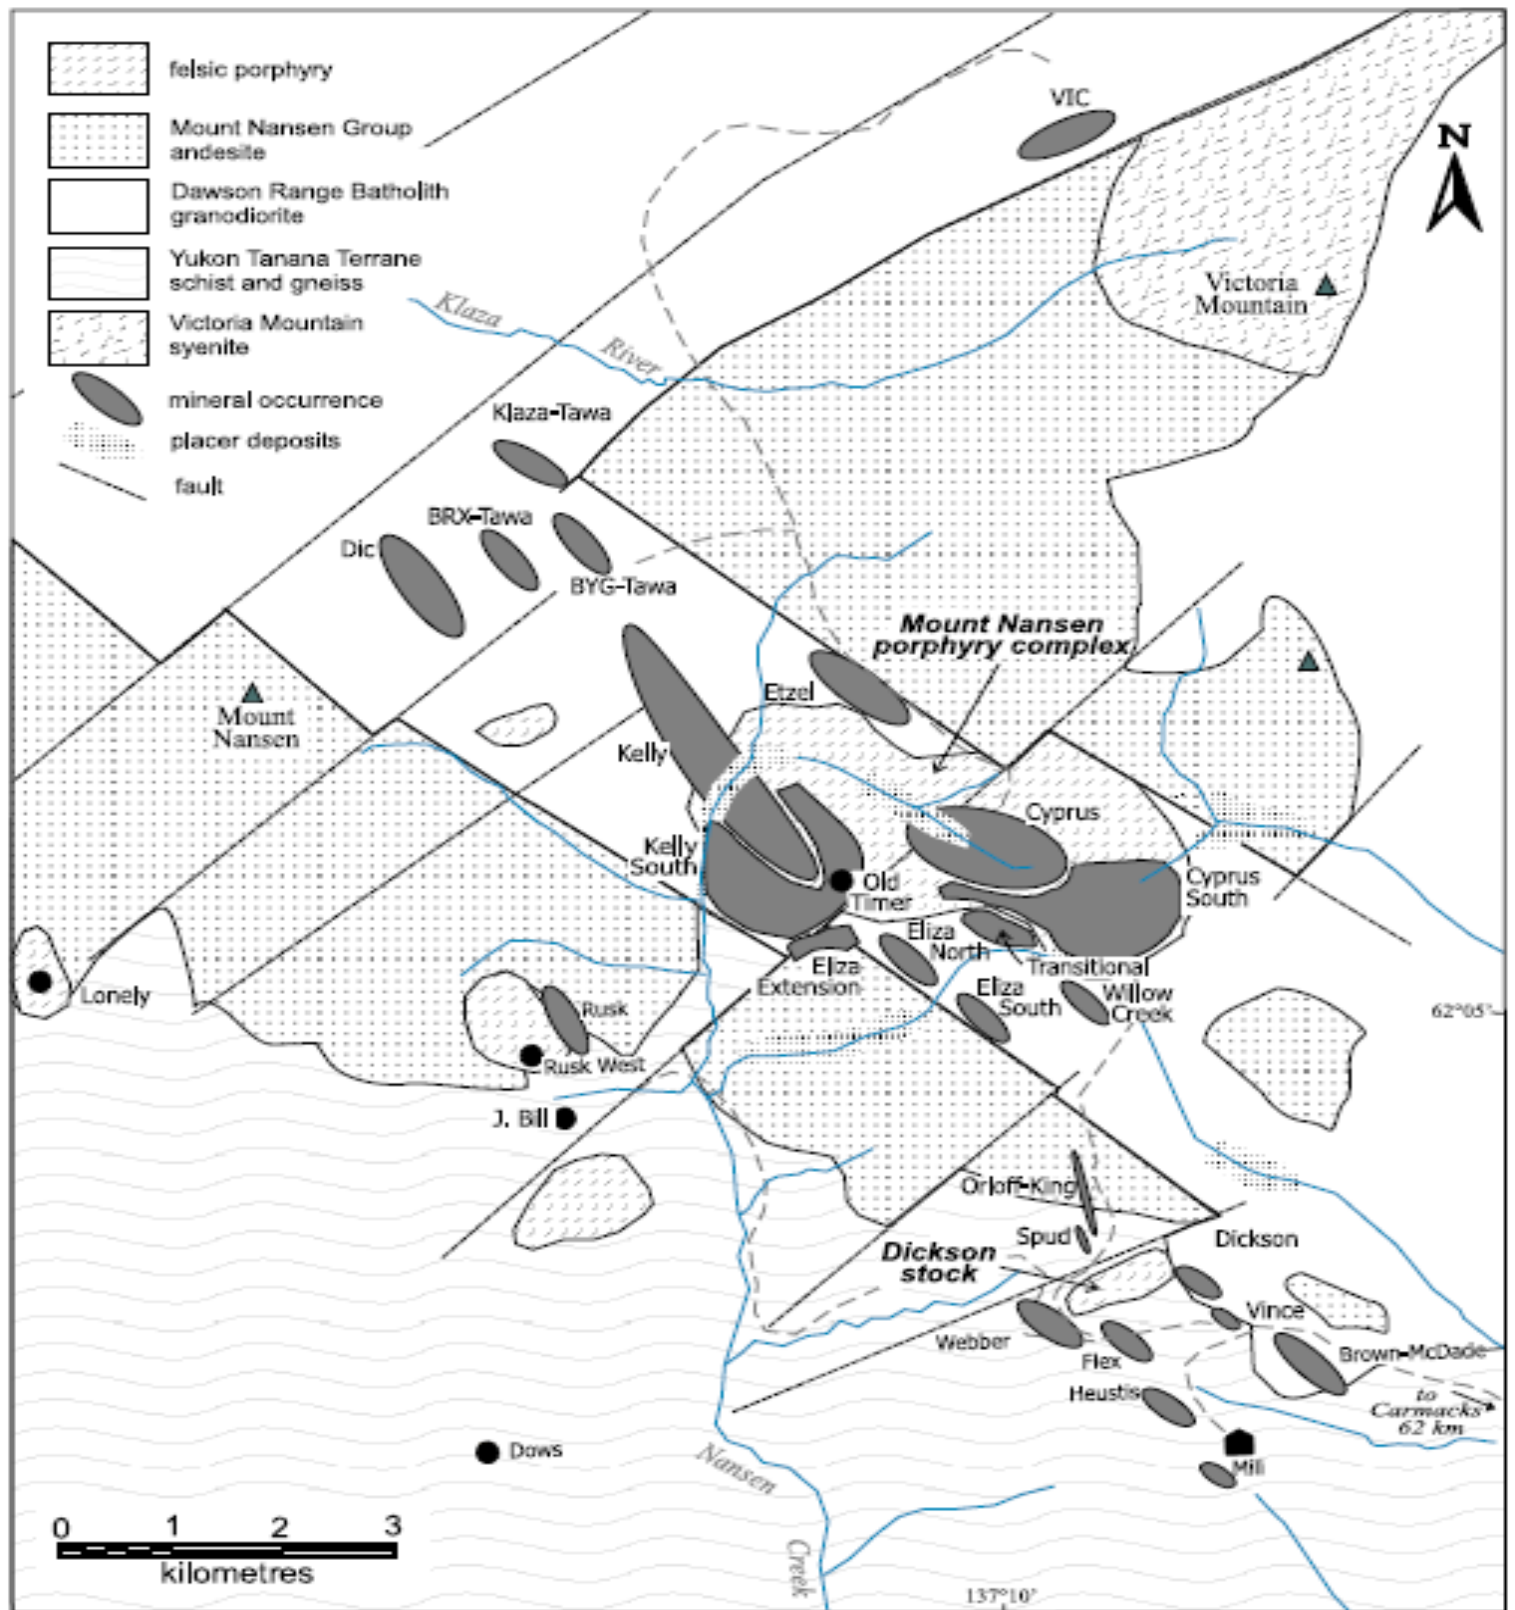 felsic porphyry
Mount Nansen Group
andesite
Dawson Range Batholith
granodiorite
Yukon Tanana Terrane
schist and gneiss
Victoria Mountain
syenite
mineral occurrence
placer deposits
fault
VIC
N
Victoria
Mountain
Klaza
River
Klaza-Tawa
BRX-Tawa
Dic
BYG-Tawa
Mount Nansen
porphyry complex
Etzel
Mount
Nansen
Kelly
Cyprus
Kelly
South
Old
Timer
Cyprus
South
Eliza
North
Transitional
Eliza
Extension
Eliza
South
Willow
Creek
62°05'
Lonely
Rusk
Rusk West
J. Bill
Orloff-King
Spud
Dickson
Dickson
stock
Vince
Webber
Flex
Brown-McDade
Heustis
to
Carmacks
62 km
Mill
Dows
Nansen
Creek
0 1 2 3
kilometres
137°10'